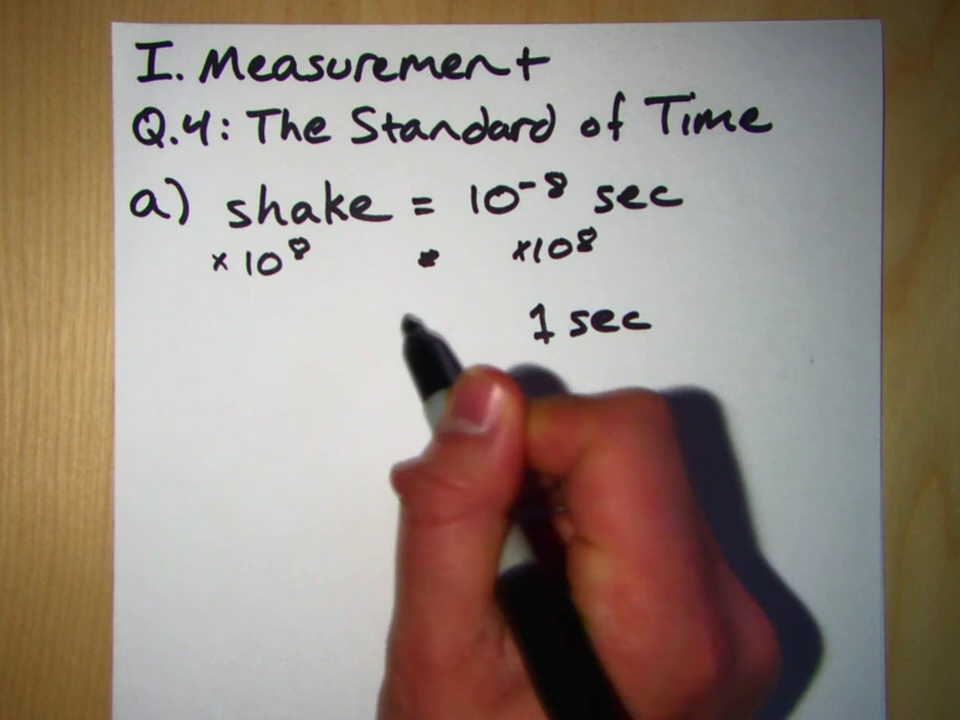 I. Measurement
Q.4: The Standard of Time
a) shake = 10⁻⁸ sec
× 10⁸ × 10⁸
1 sec